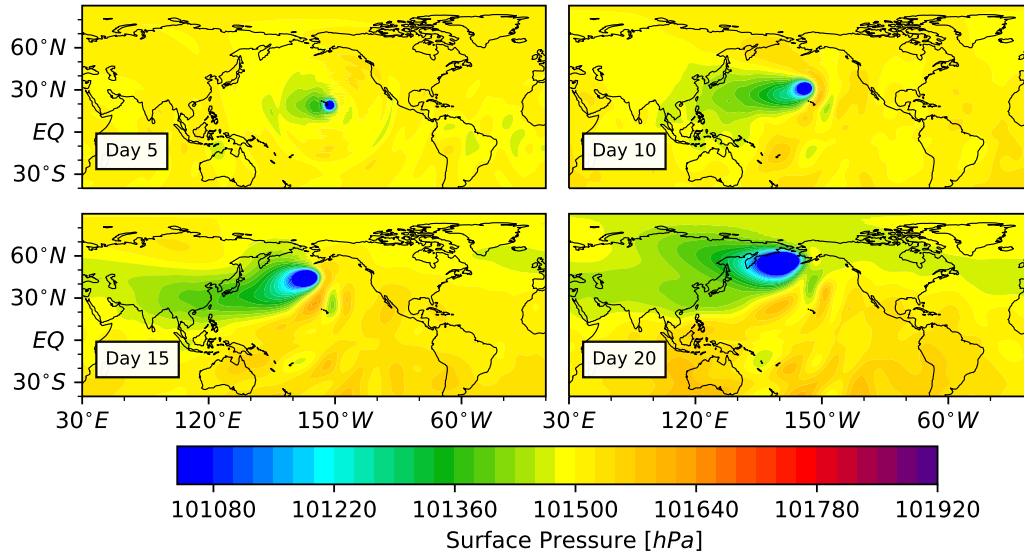 60°N
30°N
EQ
30°S
Day 5
Day 10
60°N
30°N
EQ
30°S
Day 15
Day 20
30°E 120°E 150°W 60°W 30°E 120°E 150°W 60°W
101080 101220 101360 101500 101640 101780 101920
Surface Pressure [hPa]